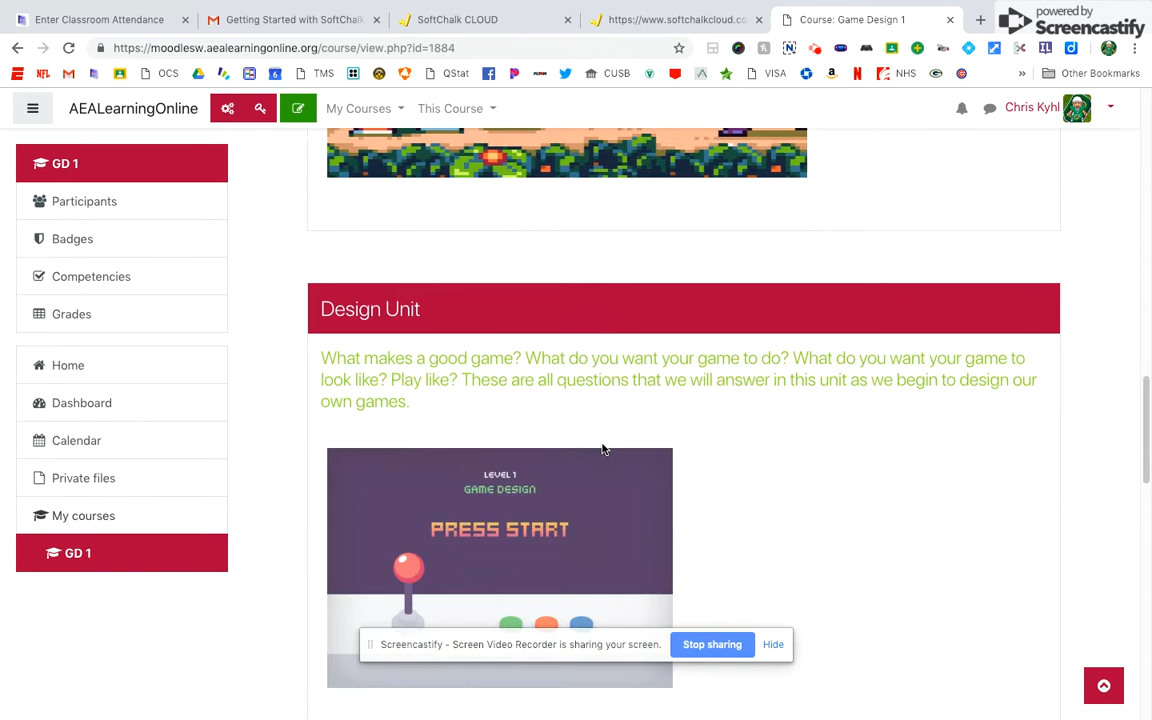 Enter Classroom Attendance
Getting Started with SoftChalk
SoftChalk CLOUD
https://www.softchalkcloud.co
Course: Game Design 1
powered by
Screencastify
https://moodlesw.aealearningonline.org/course/view.php?id=1884
OCS
TMS
QStat
CUSB
VISA
NHS
Other Bookmarks
AEALearningOnline
My Courses
This Course
Chris Kyhl
GD 1
Participants
Badges
Competencies
Grades
Home
Dashboard
Calendar
Private files
My courses
GD 1
Design Unit
What makes a good game? What do you want your game to do? What do you want your game to
look like? Play like? These are all questions that we will answer in this unit as we begin to design our
own games.
LEVEL 1
GAME DESIGN
PRESS START
Screencastify - Screen Video Recorder is sharing your screen.
Stop sharing
Hide